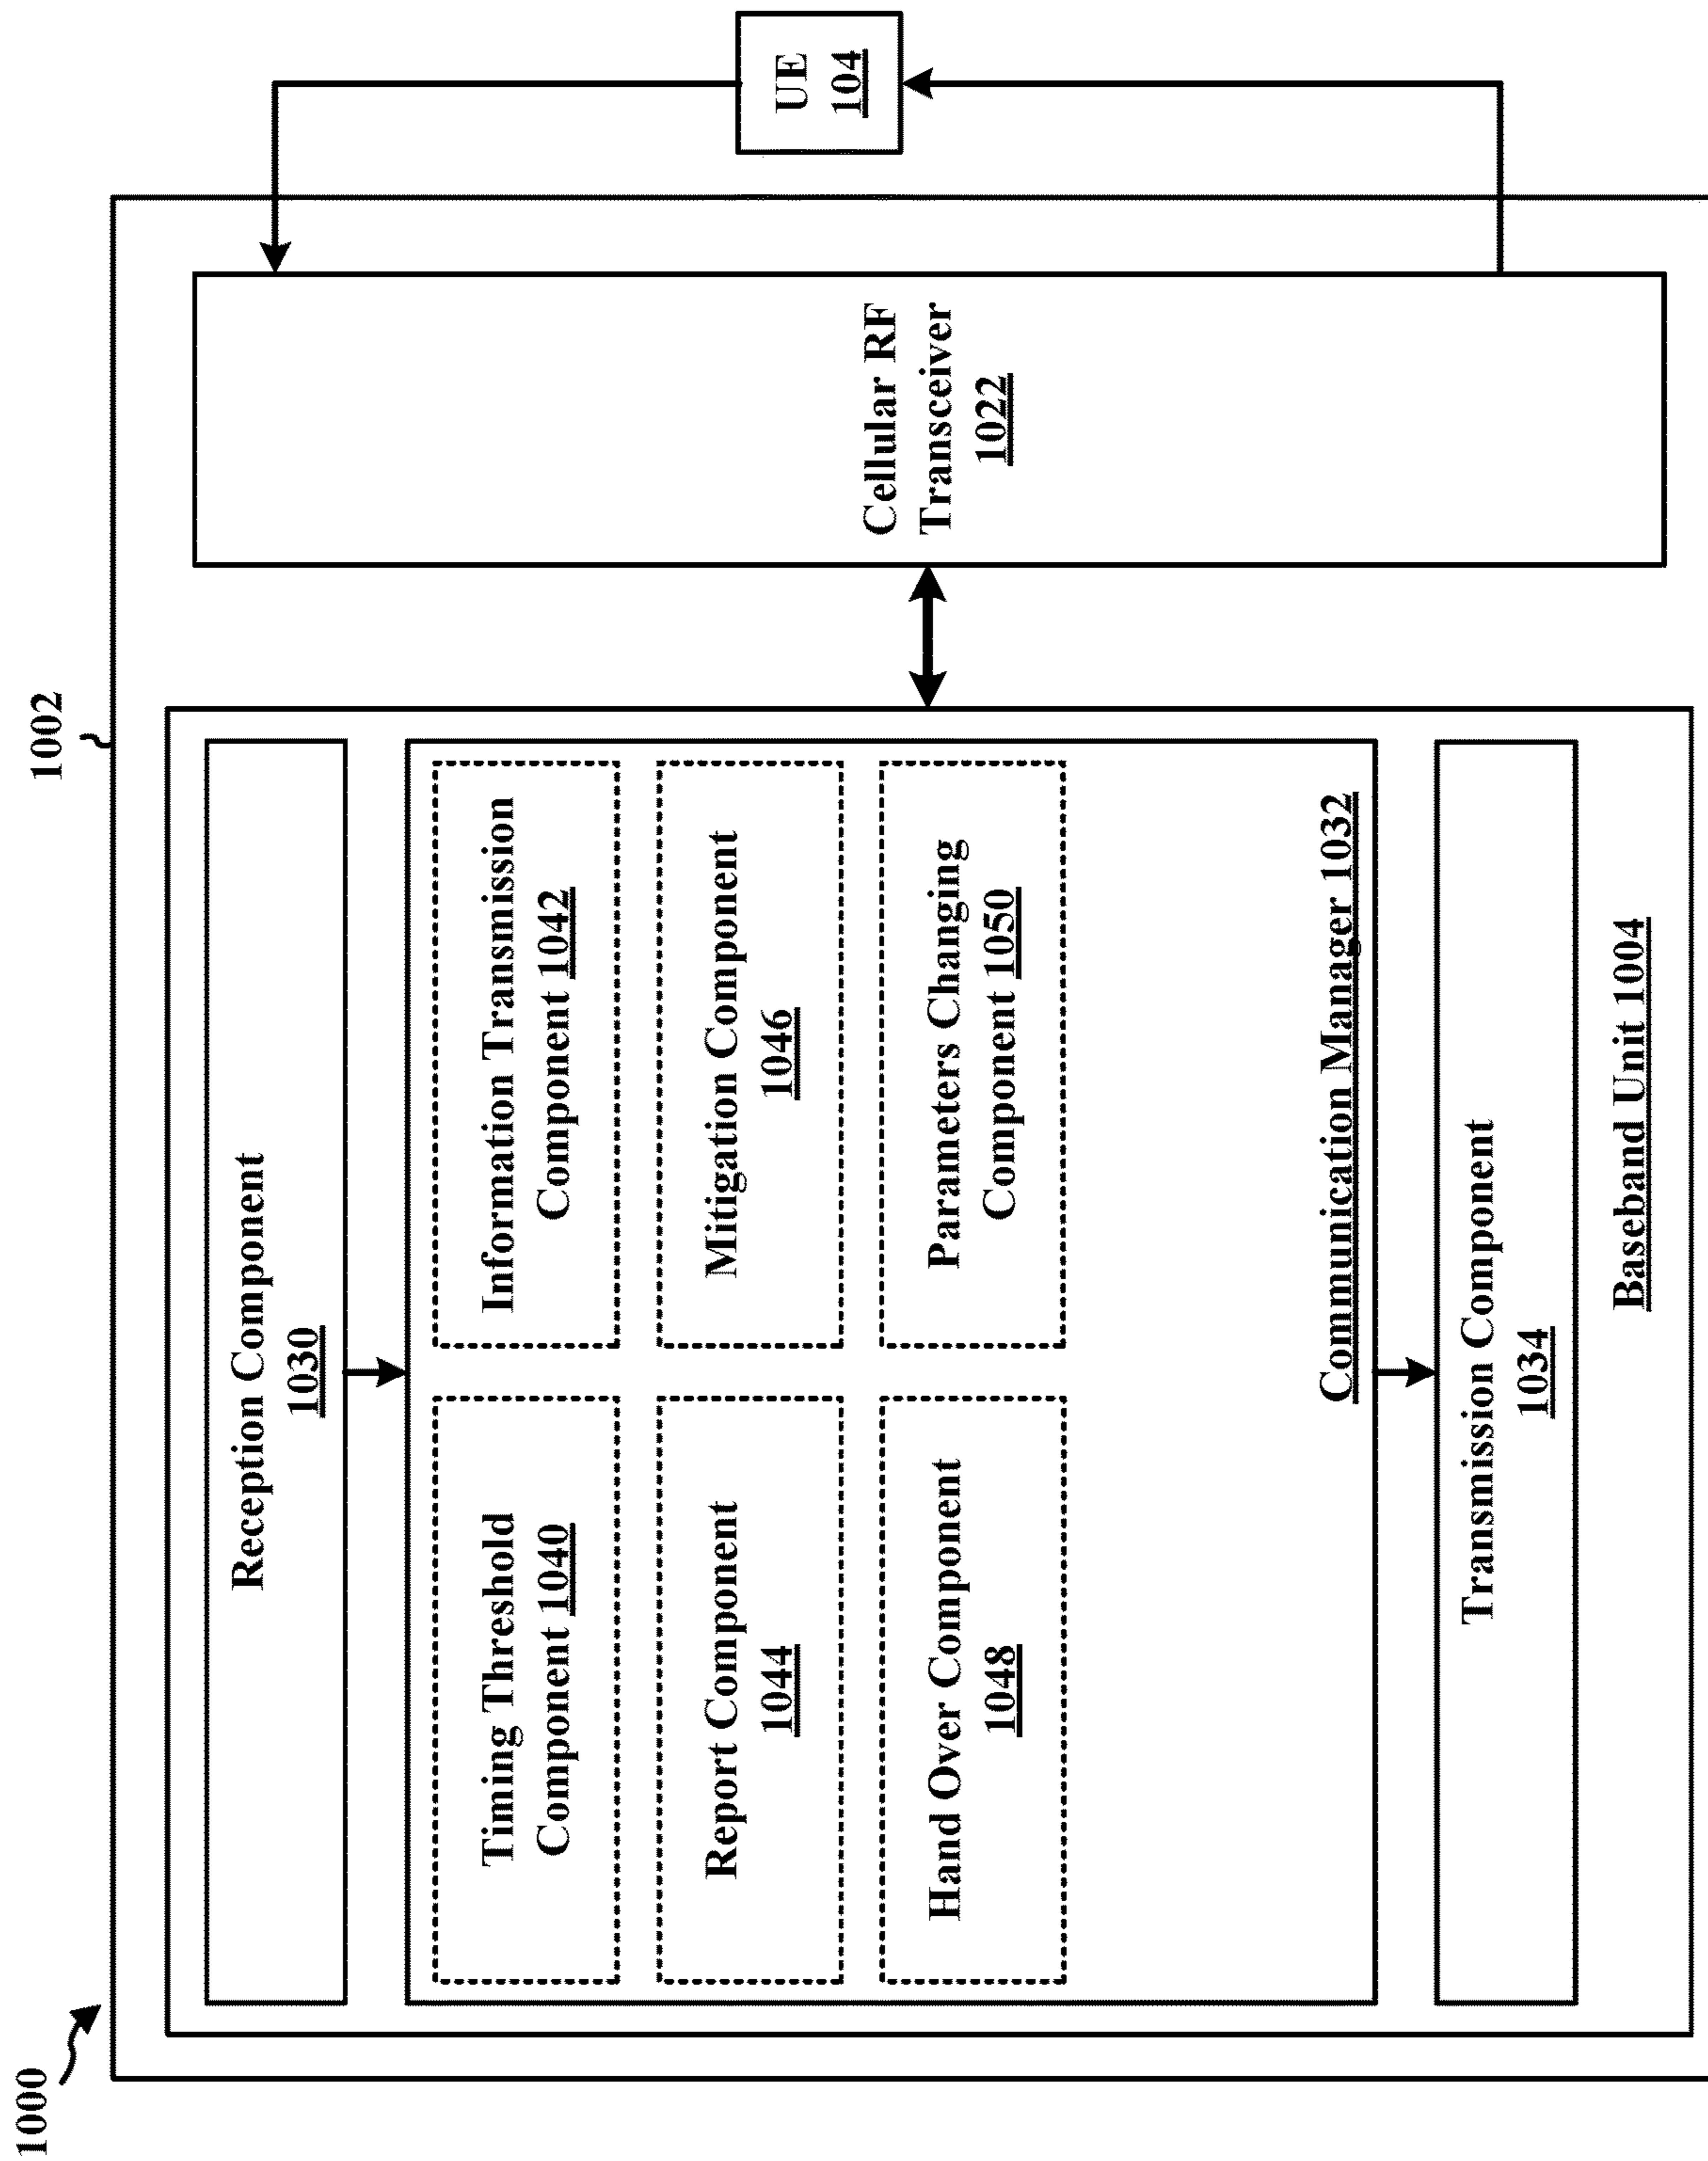 1000
1002
Reception Component
1030
Timing Threshold
Component 1040
Information Transmission
Component 1042
Report Component
1044
Mitigation Component
1046
Hand Over Component
1048
Parameters Changing
Component 1050
Communication Manager 1032
Transmission Component
1034
Baseband Unit 1004
Cellular RF
Transceiver
1022
UE
104